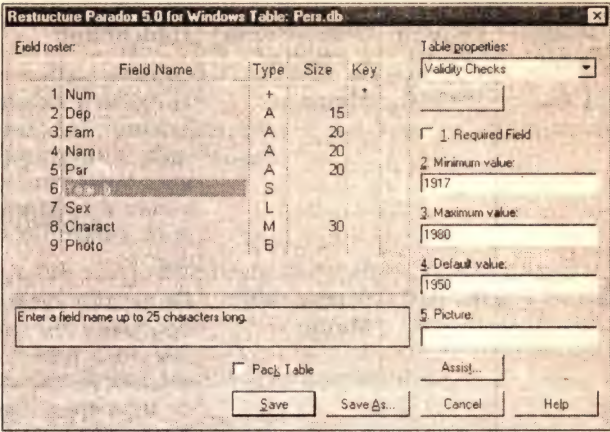 Restructure Paradox 5.0 for Windows Table: Pers.db
Field roster:
Field Name Type Size Key
1 Num + *
2 Dep A 15
3 Fam A 20
4 Nam A 20
5 Par A 20
6 S
7 Sex L
8 Charact M 30
9 Photo B
Enter a field name up to 25 characters long.
Pack Table
Save
Save As...
Table properties:
Validity Checks
1. Required Field
2. Minimum value:
1917
3. Maximum value:
1980
4. Default value:
1950
5. Picture:
Assist...
Cancel
Help